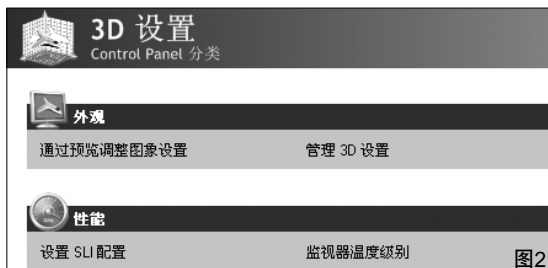 3D 设置
Control Panel 分类
外观
通过预览调整图象设置 管理 3D 设置
性能
设置 SLI 配置 监视器温度级别
图2